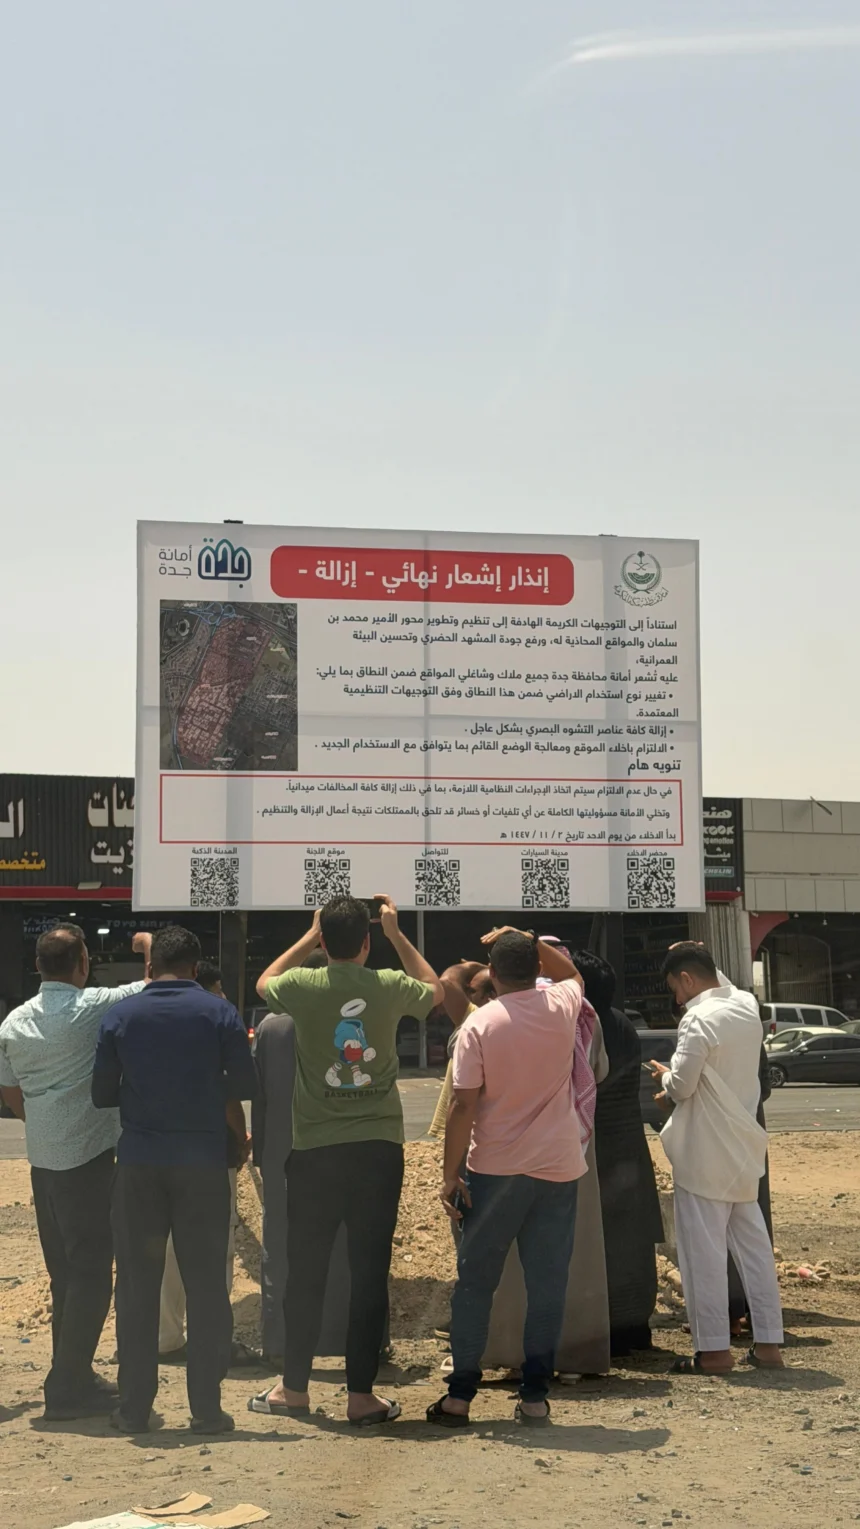 أمانة
جدة
إنذار إشعار نهائي - إزالة -
استناداً إلى التوجيهات الكريمة الهادفة إلى تنظيم وتطوير محور الأمير محمد بن
سلمان والمواقع المحاذية له، ورفع جودة المشهد الحضري وتحسين البيئة
العمرانية،
عليه تُشعر أمانة محافظة جدة جميع ملاك وشاغلي المواقع ضمن النطاق بما يلي:
• تغيير نوع استخدام الاراضي ضمن هذا النطاق وفق التوجيهات التنظيمية
المعتمدة.
• إزالة كافة عناصر التشوه البصري بشكل عاجل .
• الالتزام بأخلاء الموقع ومعالجة الوضع القائم بما يتوافق مع الاستخدام الجديد .
تنويه هام
في حال عدم الالتزام سيتم اتخاذ الإجراءات النظامية اللازمة، بما في ذلك إزالة كافة المخالفات ميدانياً.
وتخلي الأمانة مسؤوليتها الكاملة عن أي تلفيات أو خسائر قد تلحق بالممتلكات نتيجة أعمال الإزالة والتنظيم .
بدأ الاخلاء من يوم الاحد تاريخ ٢ / ١١ / ١٤٤٧ هـ
محضر الاخلاء
مدينة السيارات
للتواصل
موقع اللجنة
المدينة الذكية
BASKETBALL